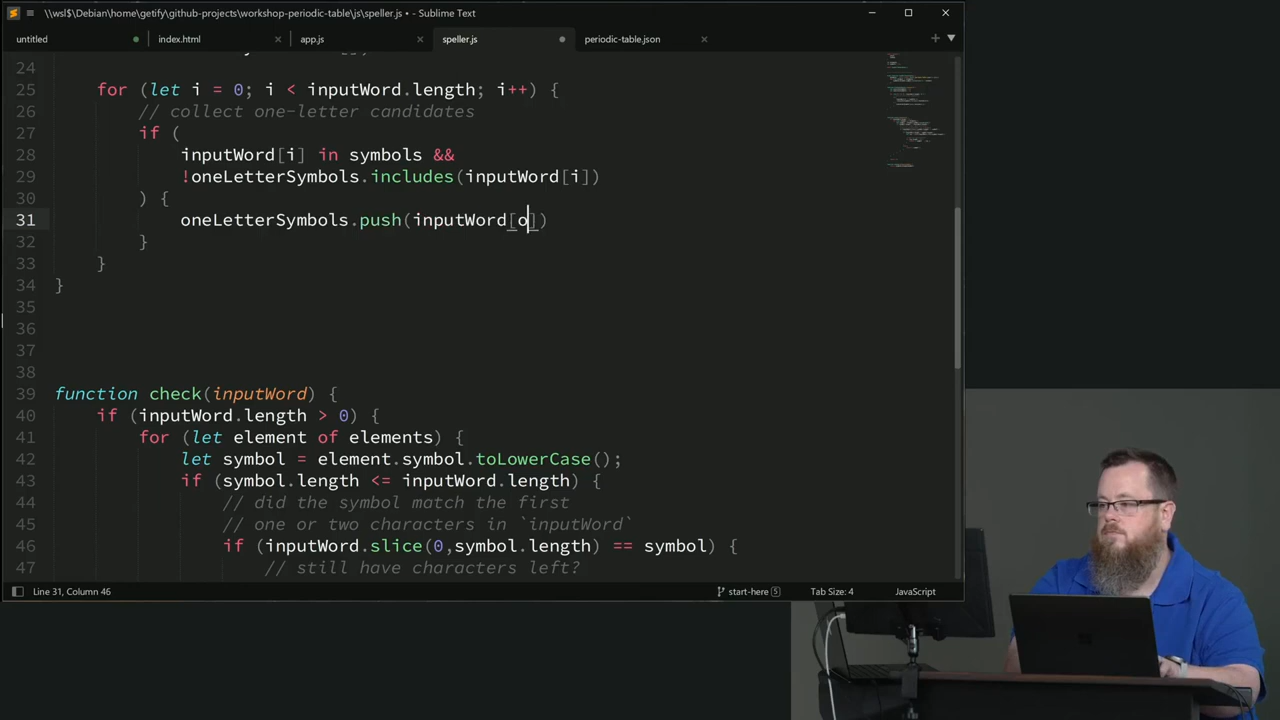 \\wsl$\Debian\home\getify\github-projects\workshop-periodic-table\js\speller.js • - Sublime Text
untitled
index.html
app.js
speller.js
periodic-table.json
24
25 for (let i = 0; i < inputWord.length; i++) {
26 // collect one-letter candidates
27 if (
28 inputWord[i] in symbols &&
29 !oneLetterSymbols.includes(inputWord[i])
30 ) {
31 oneLetterSymbols.push(inputWord[o])
32 }
33 }
34 }
35
36
37
38
39 function check(inputWord) {
40 if (inputWord.length > 0) {
41 for (let element of elements) {
42 let symbol = element.symbol.toLowerCase();
43 if (symbol.length <= inputWord.length) {
44 // did the symbol match the first
45 // one or two characters in `inputWord`
46 if (inputWord.slice(0,symbol.length) == symbol) {
47 // still have characters left?
Line 31, Column 46
start-here 5
Tab Size: 4
JavaScript